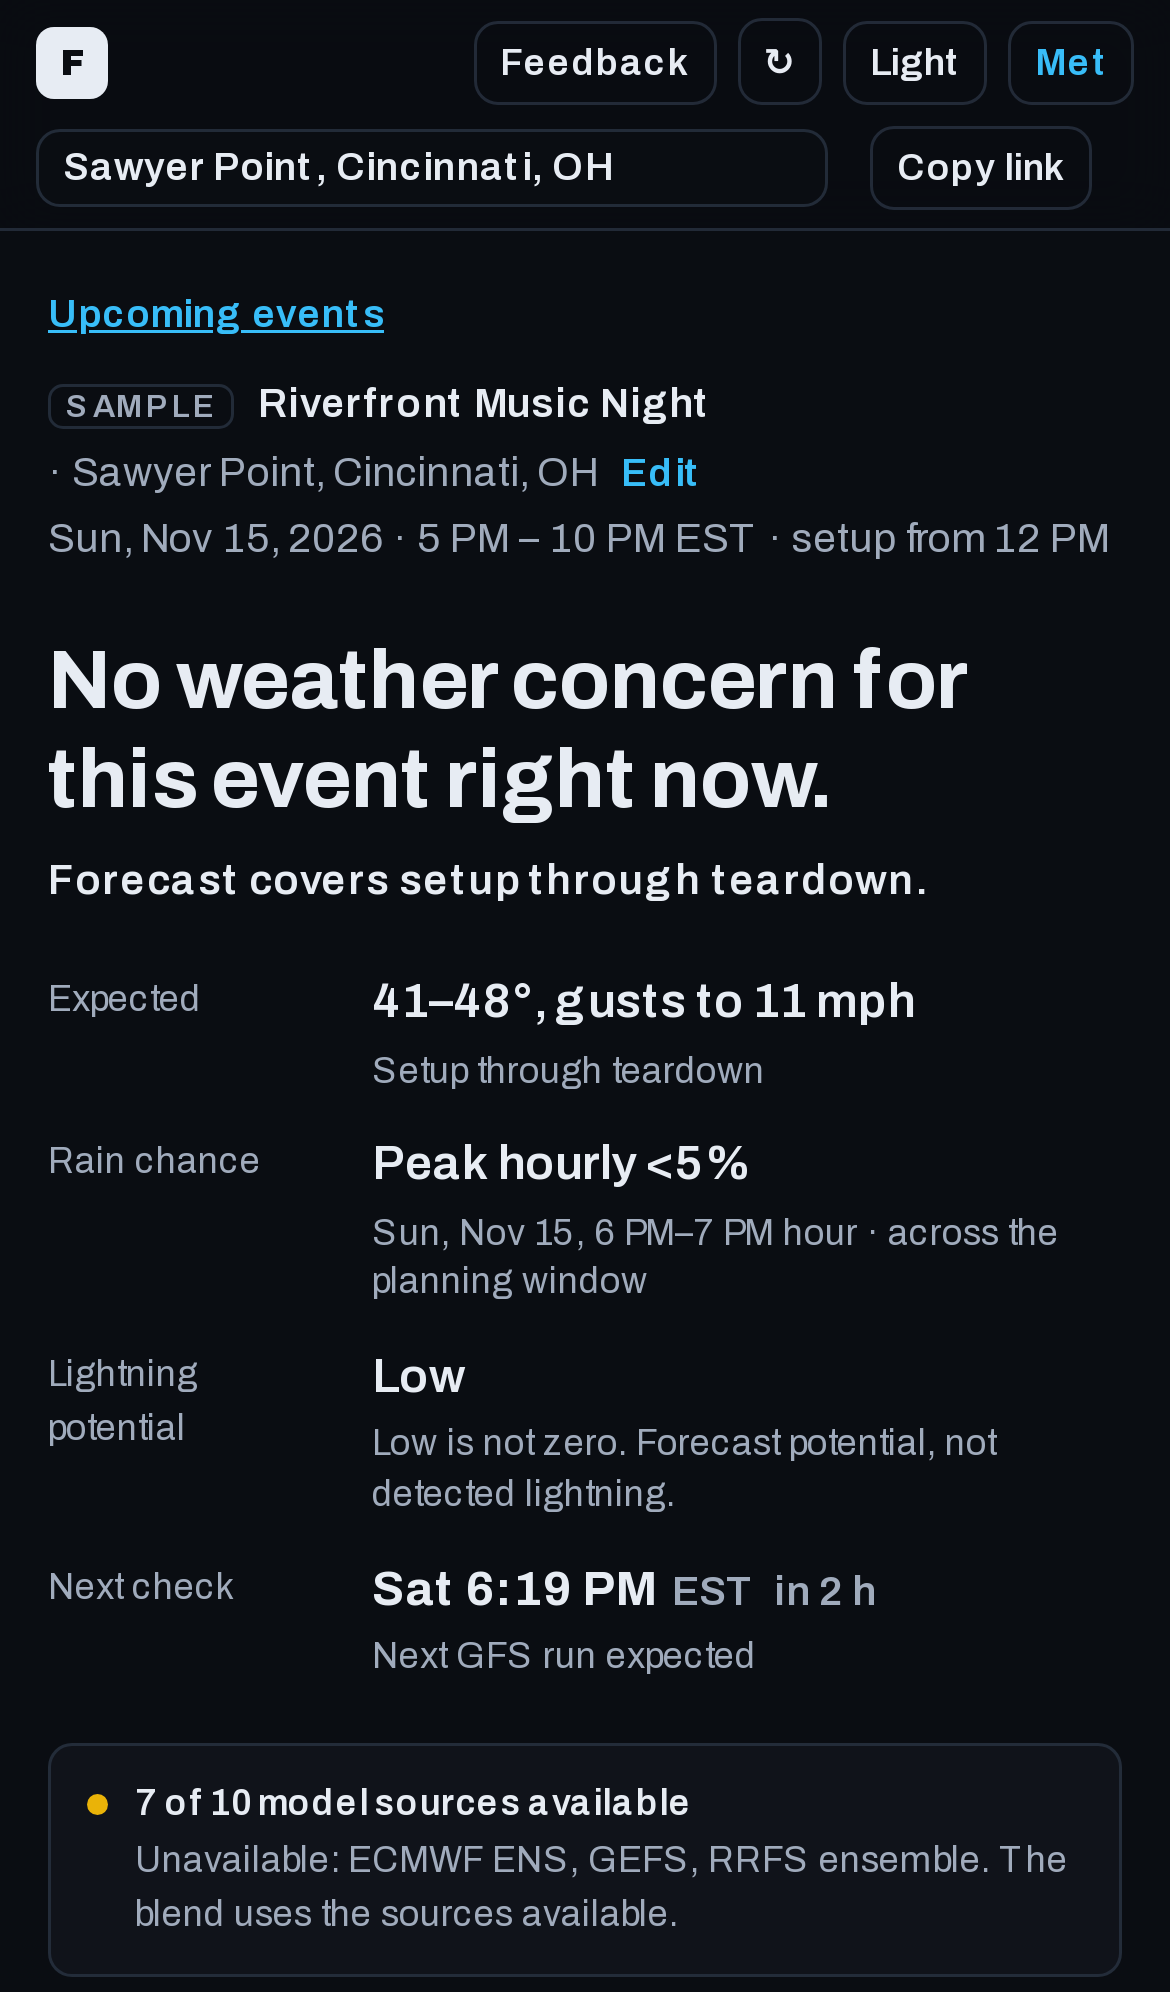 F
Feedback
↻
Light
Met
Sawyer Point, Cincinnati, OH
Copy link
Upcoming events
SAMPLE Riverfront Music Night
· Sawyer Point, Cincinnati, OH Edit
Sun, Nov 15, 2026 · 5 PM – 10 PM EST · setup from 12 PM
No weather concern for
this event right now.
Forecast covers setup through teardown.
Expected
41–48°, gusts to 11 mph
Setup through teardown
Rain chance
Peak hourly <5%
Sun, Nov 15, 6 PM–7 PM hour · across the
planning window
Lightning
potential
Low
Low is not zero. Forecast potential, not
detected lightning.
Next check
Sat 6:19 PM EST in 2 h
Next GFS run expected
7 of 10 model sources available
Unavailable: ECMWF ENS, GEFS, RRFS ensemble. The
blend uses the sources available.